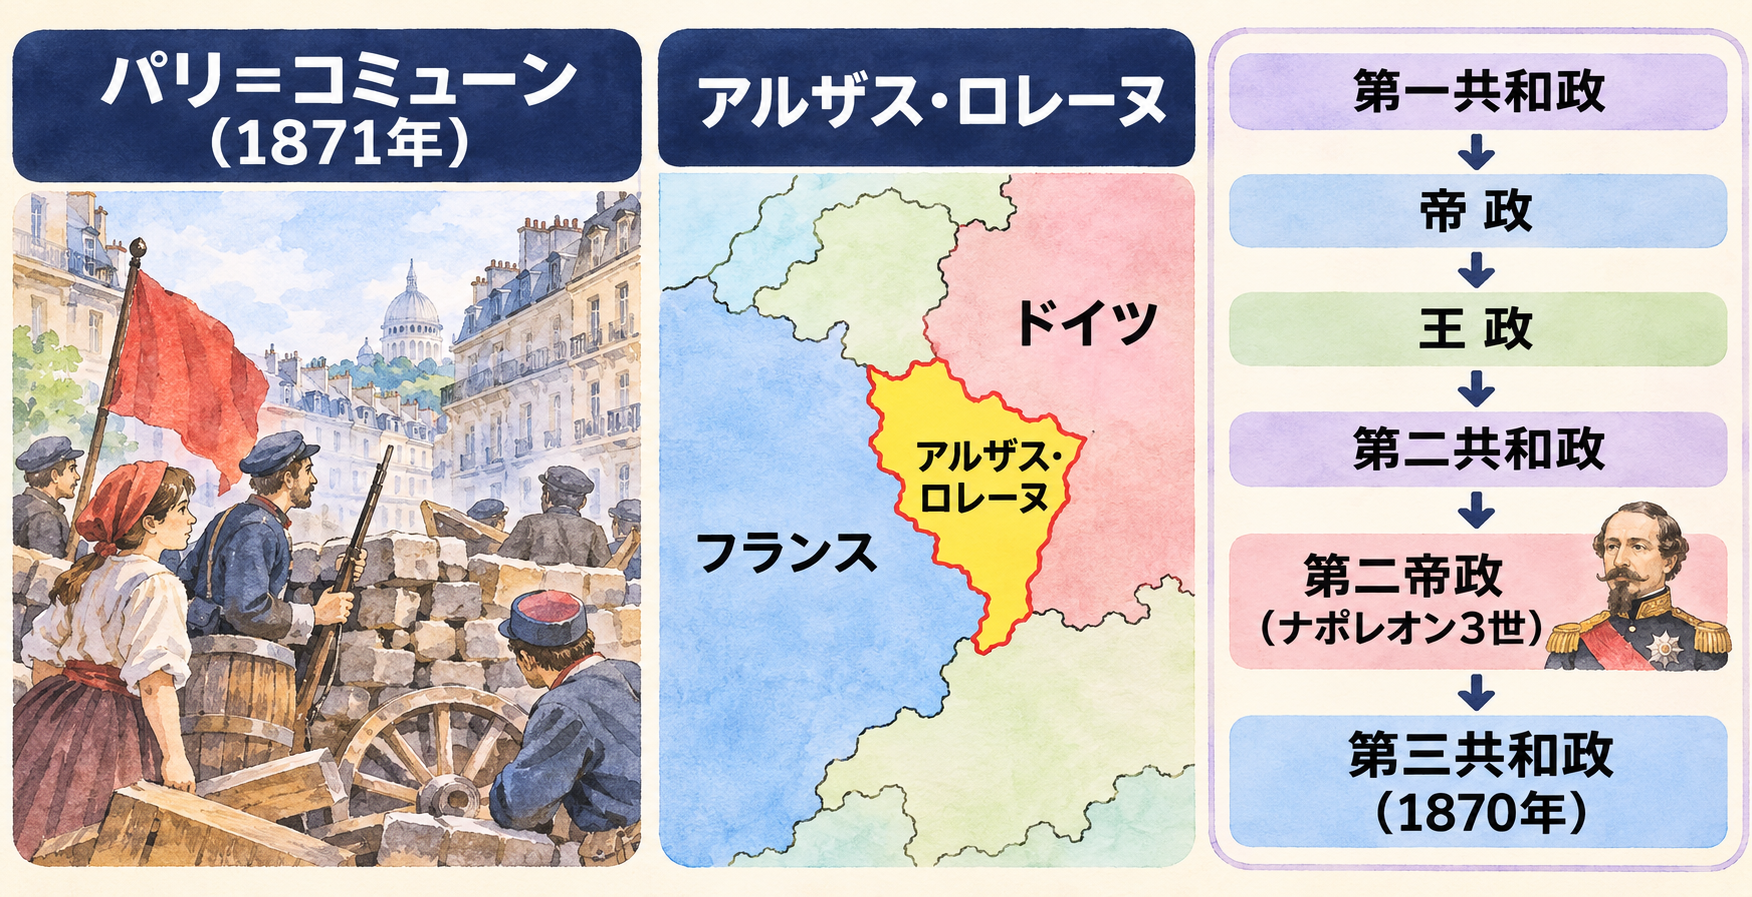 パリ＝コミューン
（1871年）
アルザス・ロレーヌ
ドイツ
アルザス・
ロレーヌ
フランス
第一共和政
帝 政
王 政
第二共和政
第二帝政
（ナポレオン3世）
第三共和政
（1870年）